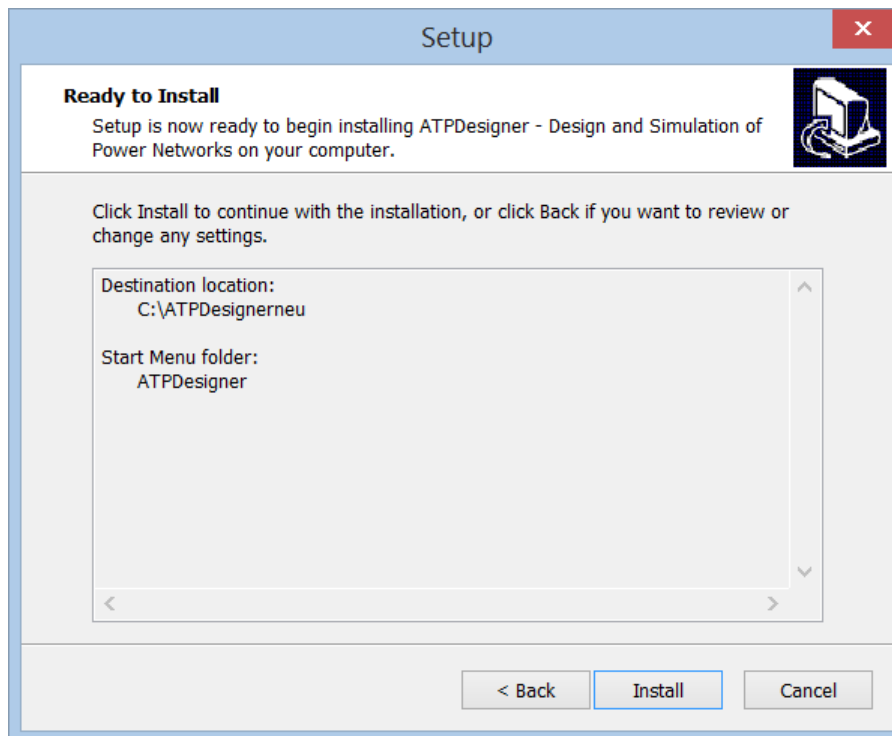 Setup
Ready to Install
Setup is now ready to begin installing ATPDesigner - Design and Simulation of
Power Networks on your computer.
Click Install to continue with the installation, or click Back if you want to review or
change any settings.
Destination location:
C:\ATPDesignerneu
Start Menu folder:
ATPDesigner
< Back
Install
Cancel